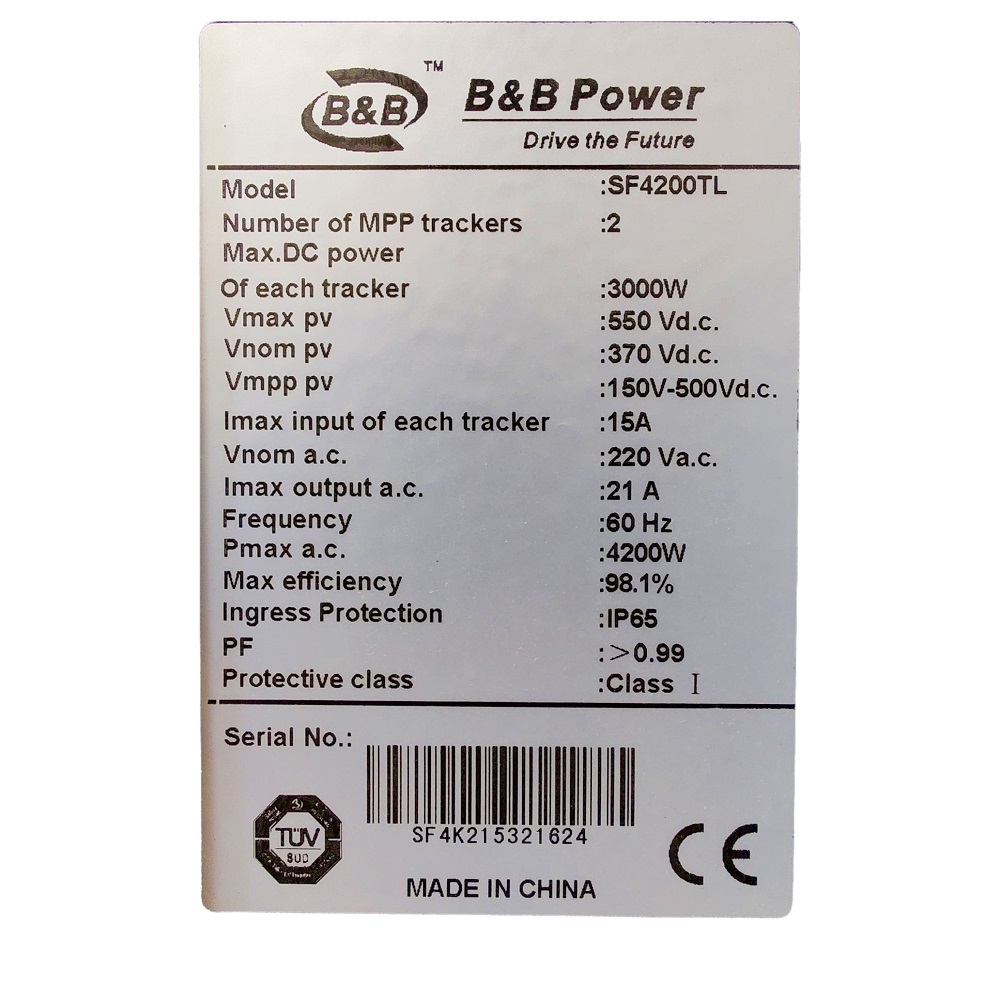 B&B TM
B&B Power
Drive the Future
Model :SF4200TL
Number of MPP trackers :2
Max.DC power
Of each tracker :3000W
Vmax pv :550 Vd.c.
Vnom pv :370 Vd.c.
Vmpp pv :150V-500Vd.c.
Imax input of each tracker :15A
Vnom a.c. :220 Va.c.
Imax output a.c. :21 A
Frequency :60 Hz
Pmax a.c. :4200W
Max efficiency :98.1%
Ingress Protection :IP65
PF :>0.99
Protective class :Class I
Serial No.:
SF4K215321624
TÜV
SUD
CE
MADE IN CHINA